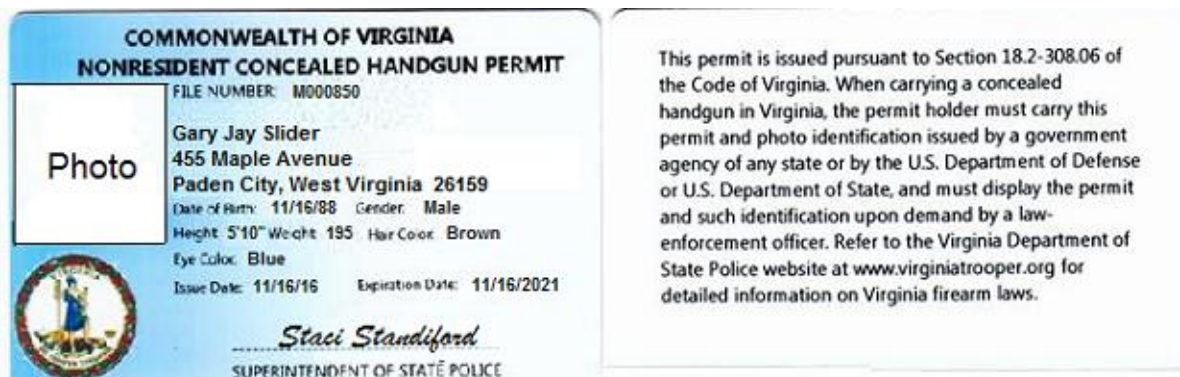 COMMONWEALTH OF VIRGINIA
NONRESIDENT CONCEALED HANDGUN PERMIT
FILE NUMBER: M000850
Photo
Gary Jay Slider
455 Maple Avenue
Paden City, West Virginia 26159
Date of Birth: 11/16/88 Gender: Male
Height 5'10" Weight 195 Hair Color: Brown
Eye Color: Blue
Issue Date: 11/16/16 Expiration Date: 11/16/2021
VIRGINIA
Staci Standiford
SUPERINTENDENT OF STATE POLICE
This permit is issued pursuant to Section 18.2-308.06 of
the Code of Virginia. When carrying a concealed
handgun in Virginia, the permit holder must carry this
permit and photo identification issued by a government
agency of any state or by the U.S. Department of Defense
or U.S. Department of State, and must display the permit
and such identification upon demand by a law-
enforcement officer. Refer to the Virginia Department of
State Police website at www.virginiatrooper.org for
detailed information on Virginia firearm laws.